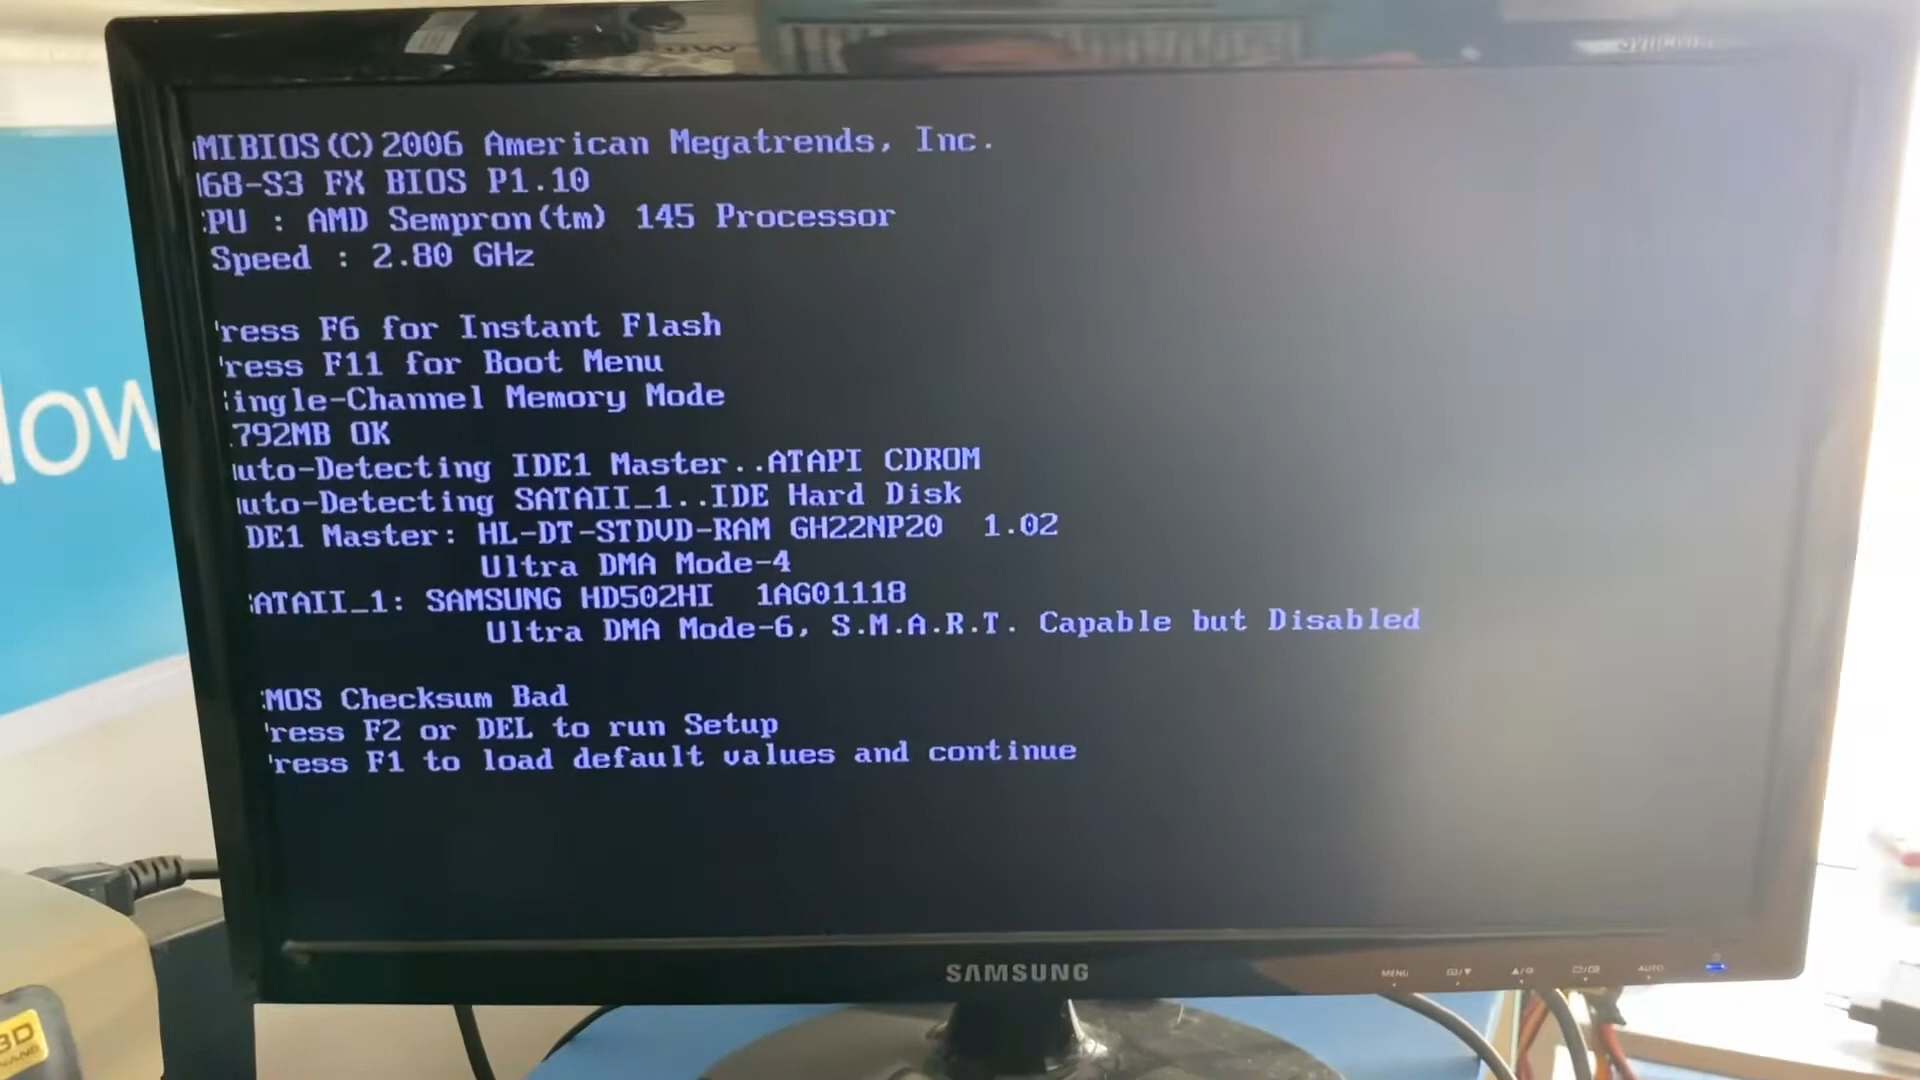 MIBIOS(C)2006 American Megatrends, Inc.
68-S3 FX BIOS P1.10
PU : AMD Sempron(tm) 145 Processor
Speed : 2.80 GHz
ress F6 for Instant Flash
ress F11 for Boot Menu
ingle-Channel Memory Mode
792MB OK
uto-Detecting IDE1 Master..ATAPI CDROM
uto-Detecting SATAII_1..IDE Hard Disk
DE1 Master: HL-DT-STDVD-RAM GH22NP20 1.02
Ultra DMA Mode-4
ATAII_1: SAMSUNG HD502HI 1AG01118
Ultra DMA Mode-6, S.M.A.R.T. Capable but Disabled
MOS Checksum Bad
ress F2 or DEL to run Setup
ress F1 to load default values and continue
SAMSUNG
MENU
AUTO
low
3D